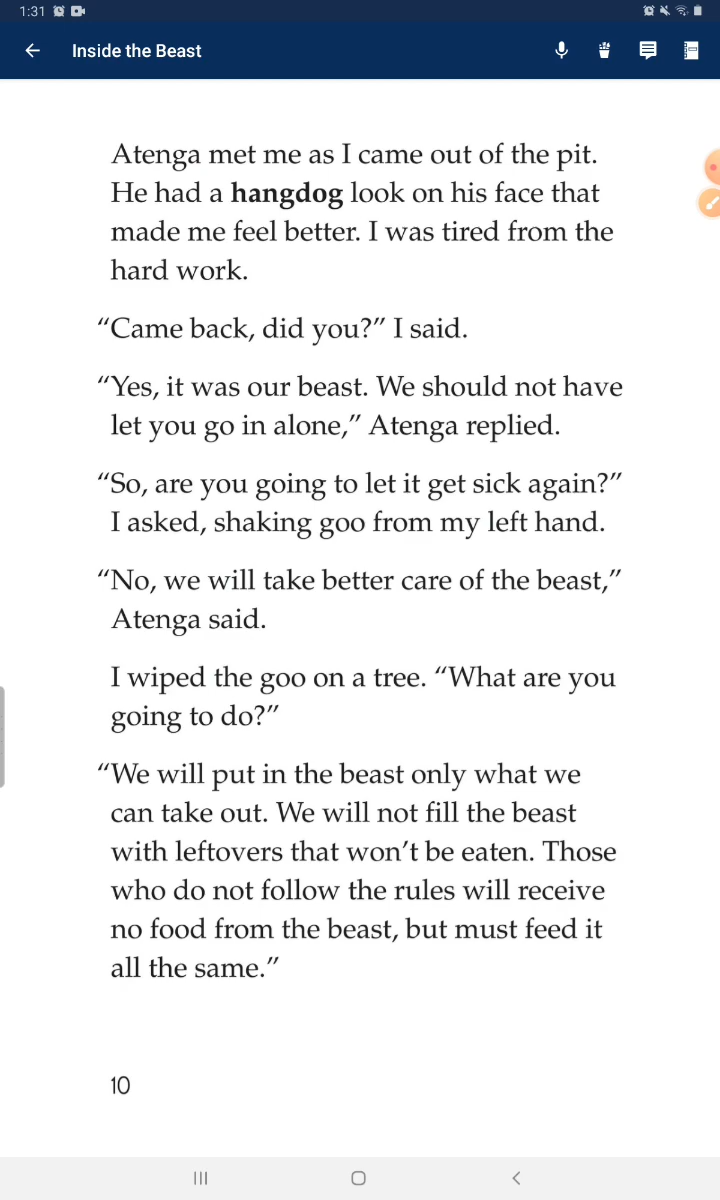 1:31
Inside the Beast
Atenga met me as I came out of the pit.
He had a hangdog look on his face that
made me feel better. I was tired from the
hard work.
“Came back, did you?” I said.
“Yes, it was our beast. We should not have
let you go in alone,” Atenga replied.
“So, are you going to let it get sick again?”
I asked, shaking goo from my left hand.
“No, we will take better care of the beast,”
Atenga said.
I wiped the goo on a tree. “What are you
going to do?”
“We will put in the beast only what we
can take out. We will not fill the beast
with leftovers that won’t be eaten. Those
who do not follow the rules will receive
no food from the beast, but must feed it
all the same.”
10